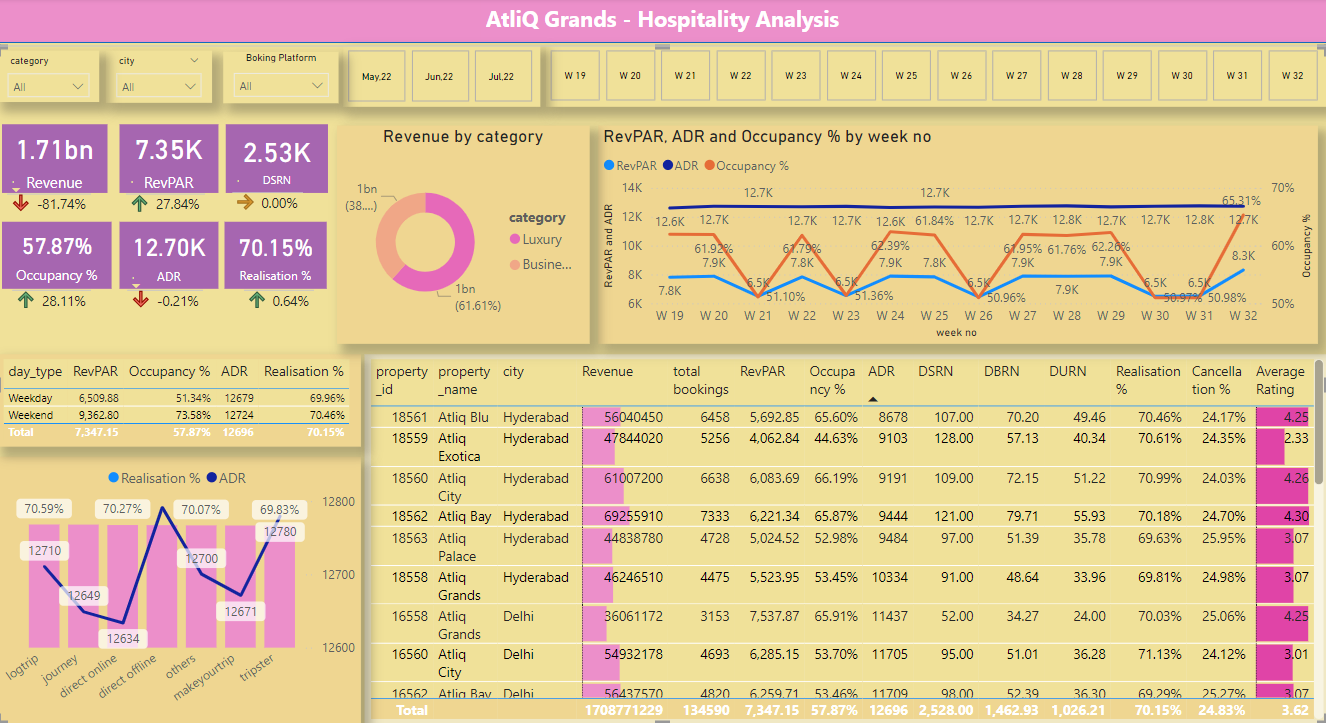 AtliQ Grands - Hospitality Analysis
category
All
city
All
Boking Platform
All
May,22
Jun,22
Jul,22
W 19
W 20
W 21
W 22
W 23
W 24
W 25
W 26
W 27
W 28
W 29
W 30
W 31
W 32
1.71bn
Revenue
-81.74%
7.35K
RevPAR
27.84%
2.53K
DSRN
0.00%
57.87%
Occupancy %
28.11%
12.70K
ADR
-0.21%
70.15%
Realisation %
0.64%
Revenue by category
1bn
(38....)
category
Luxury
Busine...
1bn
(61.61%)
RevPAR, ADR and Occupancy % by week no
RevPAR ADR Occupancy %
RevPAR and ADR
14K
12K
10K
8K
6K
70%
60%
50%
Occupancy %
12.7K 12.7K 65.31%
12.6K 12.7K 12.7K 12.7K 12.6K 61.84% 12.7K 12.7K 12.8K 12.7K 12.7K 12.8K 12.7K
61.92% 61.79% 62.39% 61.95% 61.76% 62.26%
7.9K 7.8K 7.9K 7.8K 7.9K 7.9K 8.3K
7.8K 6.5K 6.5K 6.5K 7.9K 6.5K 6.5K
51.10% 51.36% 50.96% 50.97% 50.98%
W 19 W 20 W 21 W 22 W 23 W 24 W 25 W 26 W 27 W 28 W 29 W 30 W 31 W 32
week no
day_type RevPAR Occupancy % ADR Realisation %
Weekday 6,509.88 51.34% 12679 69.96%
Weekend 9,362.80 73.58% 12724 70.46%
Total 7,347.15 57.87% 12696 70.15%
Realisation % ADR
70.59% 70.27% 70.07% 69.83%
12710 12649 12634 12700 12671 12780
12800
12700
12600
logtrip
journey
direct online
direct offline
others
makeyourtrip
tripster
property property city Revenue total RevPAR Occupa ADR DSRN DBRN DURN Realisation Cancella Average
_id _name bookings ncy % % tion % Rating
18561 Atliq Blu Hyderabad 56040450 6458 5,692.85 65.60% 8678 107.00 70.20 49.46 70.46% 24.17% 4.25
18559 Atliq Hyderabad 47844020 5256 4,062.84 44.63% 9103 128.00 57.13 40.34 70.61% 24.35% 2.33
Exotica
18560 Atliq Hyderabad 61007200 6638 6,083.69 66.19% 9191 109.00 72.15 51.22 70.99% 24.03% 4.26
City
18562 Atliq Bay Hyderabad 69255910 7333 6,221.34 65.87% 9444 121.00 79.71 55.93 70.18% 24.70% 4.30
18563 Atliq Hyderabad 44838780 4728 5,024.52 52.98% 9484 97.00 51.39 35.78 69.63% 25.95% 3.07
Palace
18558 Atliq Hyderabad 46246510 4475 5,523.95 53.45% 10334 91.00 48.64 33.96 69.81% 24.98% 3.07
Grands
16558 Atliq Delhi 36061172 3153 7,537.87 65.91% 11437 52.00 34.27 24.00 70.03% 25.06% 4.25
Grands
16560 Atliq Delhi 54932178 4693 6,285.15 53.70% 11705 95.00 51.01 36.28 71.13% 24.12% 3.01
City
16562 Atliq Bay Delhi 56437570 4820 6,259.71 53.46% 11709 98.00 52.39 36.30 69.29% 25.27% 3.07
Total 1708771229 134590 7,347.15 57.87% 12696 2,528.00 1,462.93 1,026.21 70.15% 24.83% 3.62